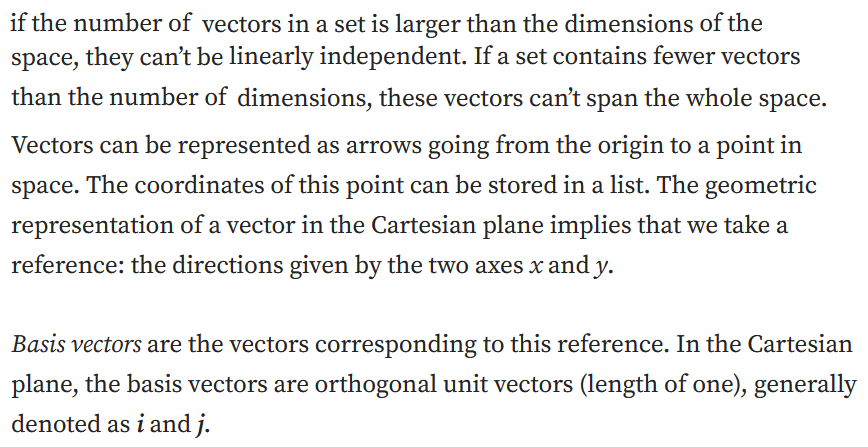 if the number of vectors in a set is larger than the dimensions of the
space, they can’t be linearly independent. If a set contains fewer vectors
than the number of dimensions, these vectors can’t span the whole space.
Vectors can be represented as arrows going from the origin to a point in
space. The coordinates of this point can be stored in a list. The geometric
representation of a vector in the Cartesian plane implies that we take a
reference: the directions given by the two axes x and y.
Basis vectors are the vectors corresponding to this reference. In the Cartesian
plane, the basis vectors are orthogonal unit vectors (length of one), generally
denoted as i and j.